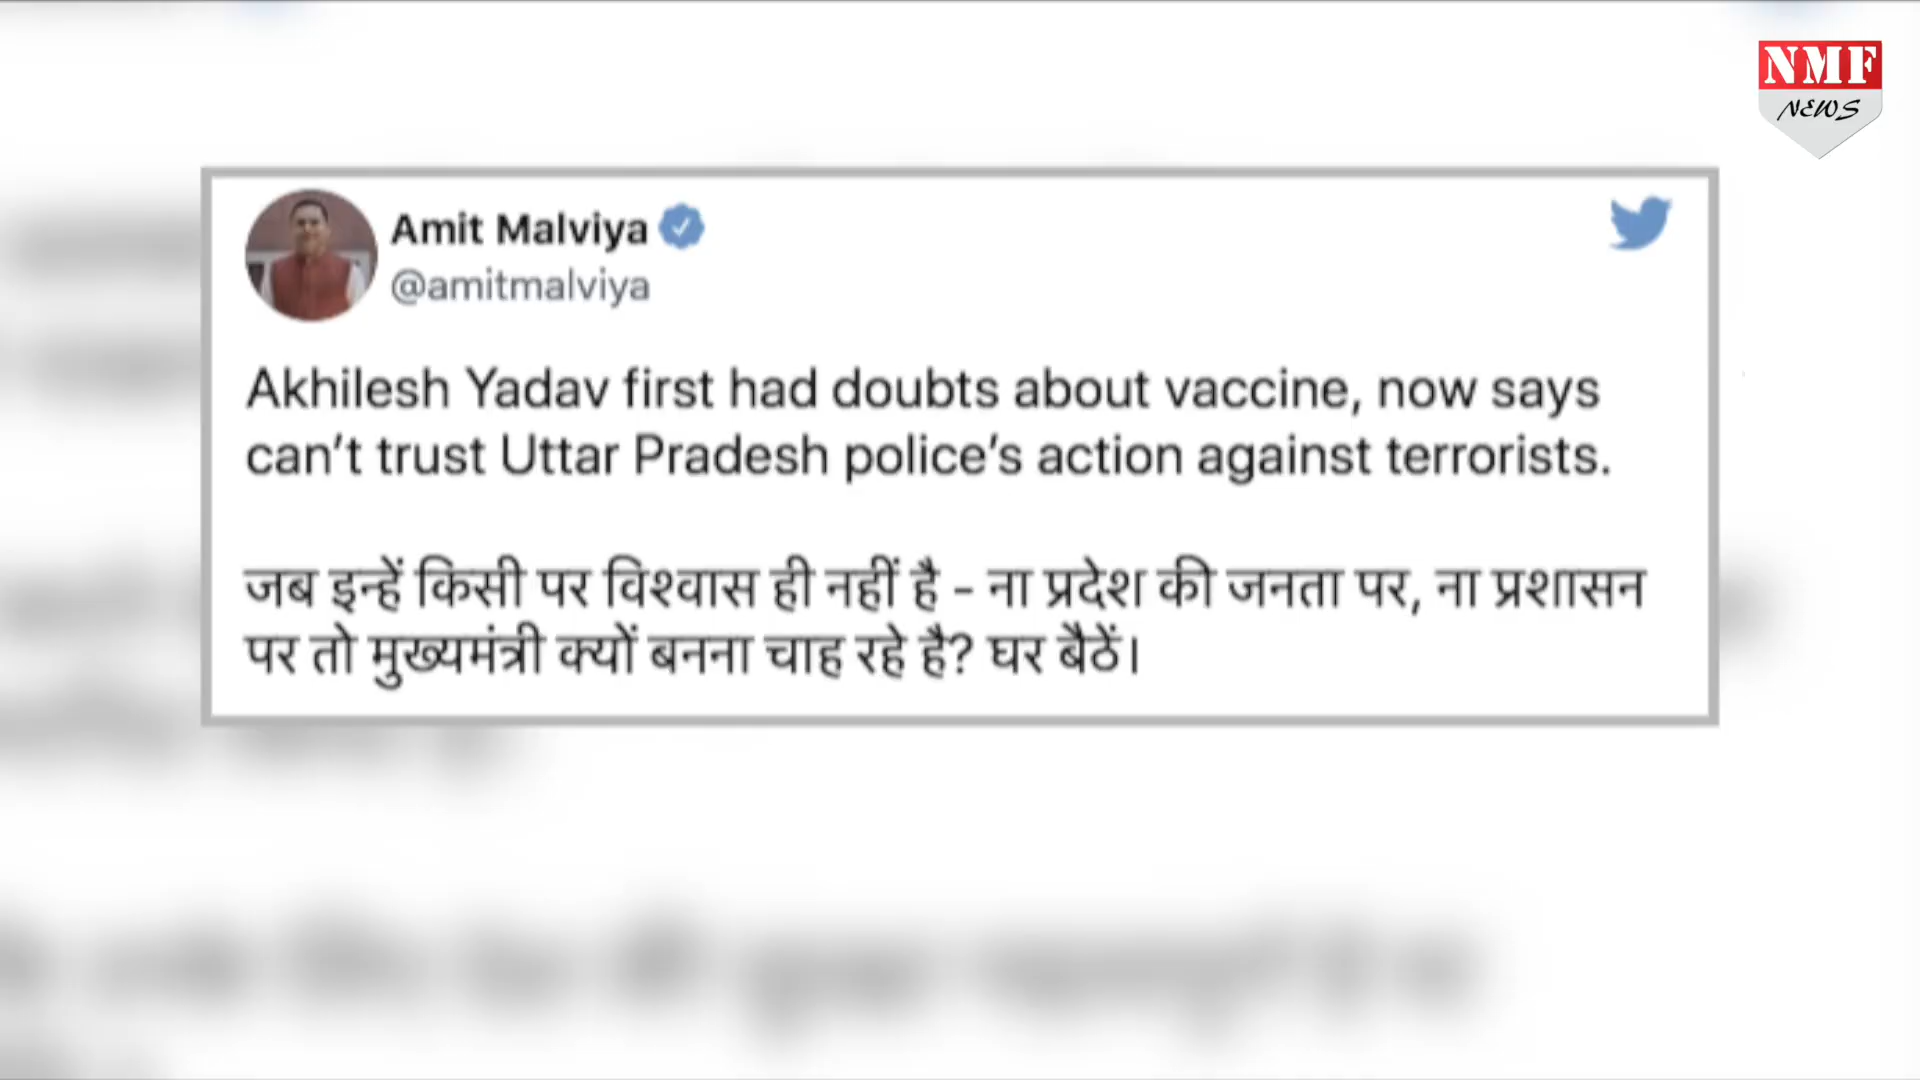 NMF
NEWS
Amit Malviya
@amitmalviya
Akhilesh Yadav first had doubts about vaccine, now says
can’t trust Uttar Pradesh police’s action against terrorists.
जब इन्हें किसी पर विश्वास ही नहीं है - ना प्रदेश की जनता पर, ना प्रशासन
पर तो मुख्यमंत्री क्यों बनना चाह रहे है? घर बैठें।